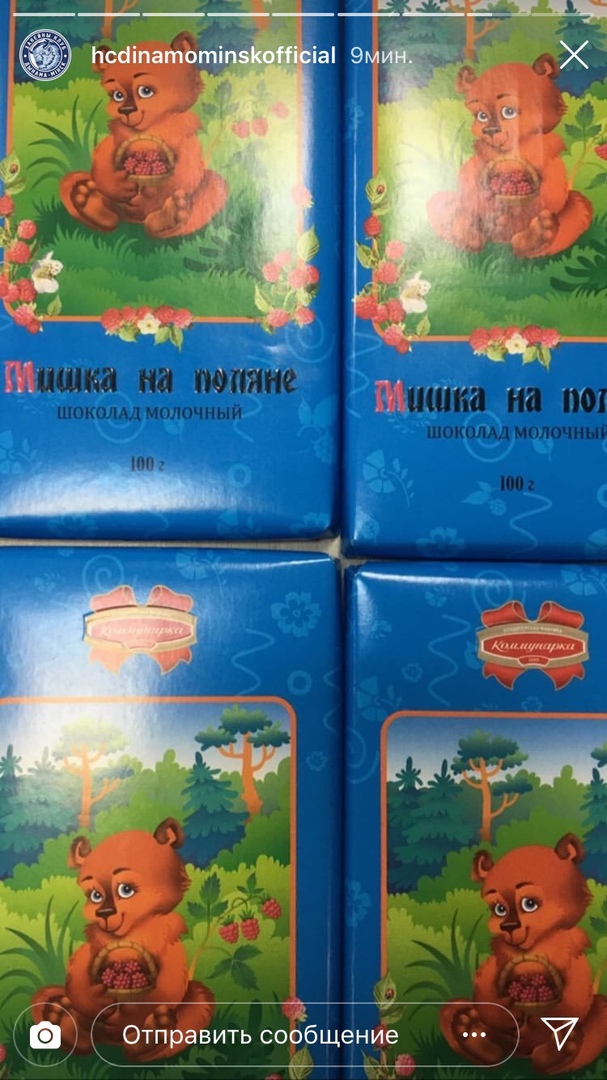 hcdinamominskofficial 9мин.
Мишка на поляне
ШОКОЛАД МОЛОЧНЫЙ
100 г
Мишка на пол
ШОКОЛАД МОЛОЧНЫЙ
100 г
Коммунарка
Коммунарка
Отправить сообщение